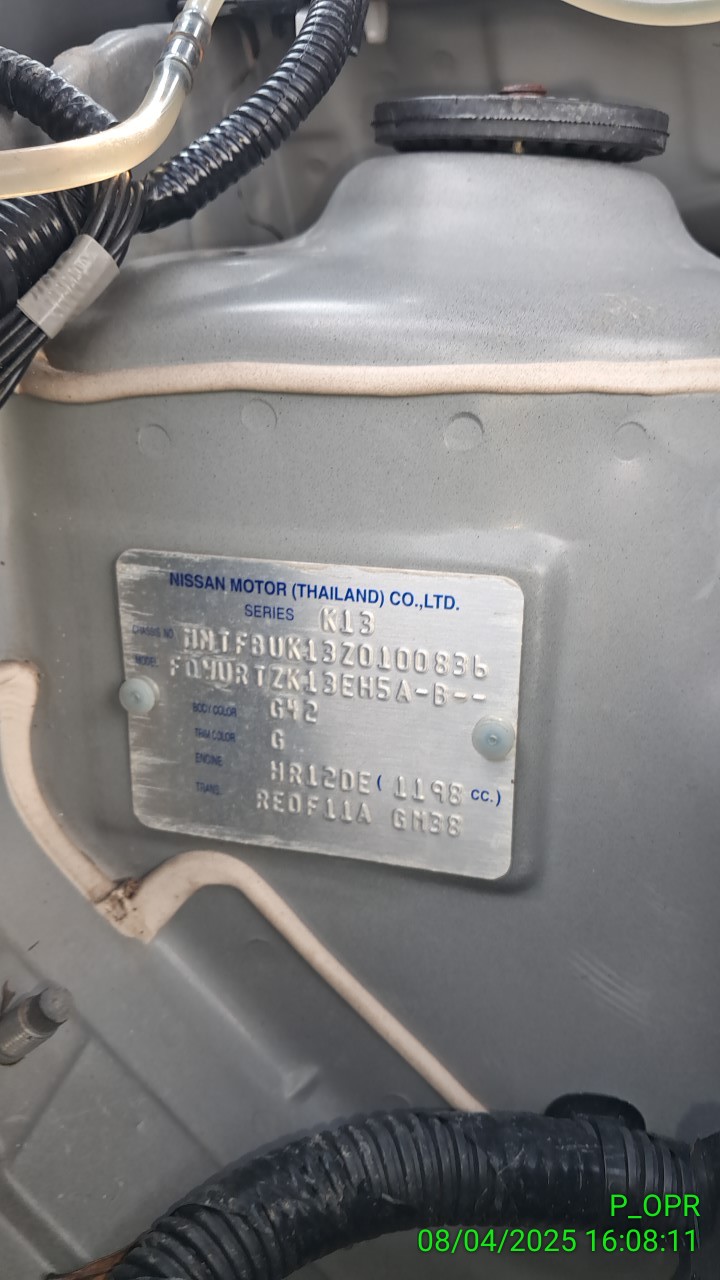 NISSAN MOTOR (THAILAND) CO.,LTD.
SERIES K13
CHASSIS NO. MNTFBUK13Z0100836
MODEL FQMURTZK13EH5A-B--
BODY COLOR G42
TRIM COLOR G
ENGINE HR12DE ( 1198 CC.)
TRANS. RE0F11A GM38
P_OPR
08/04/2025 16:08:11